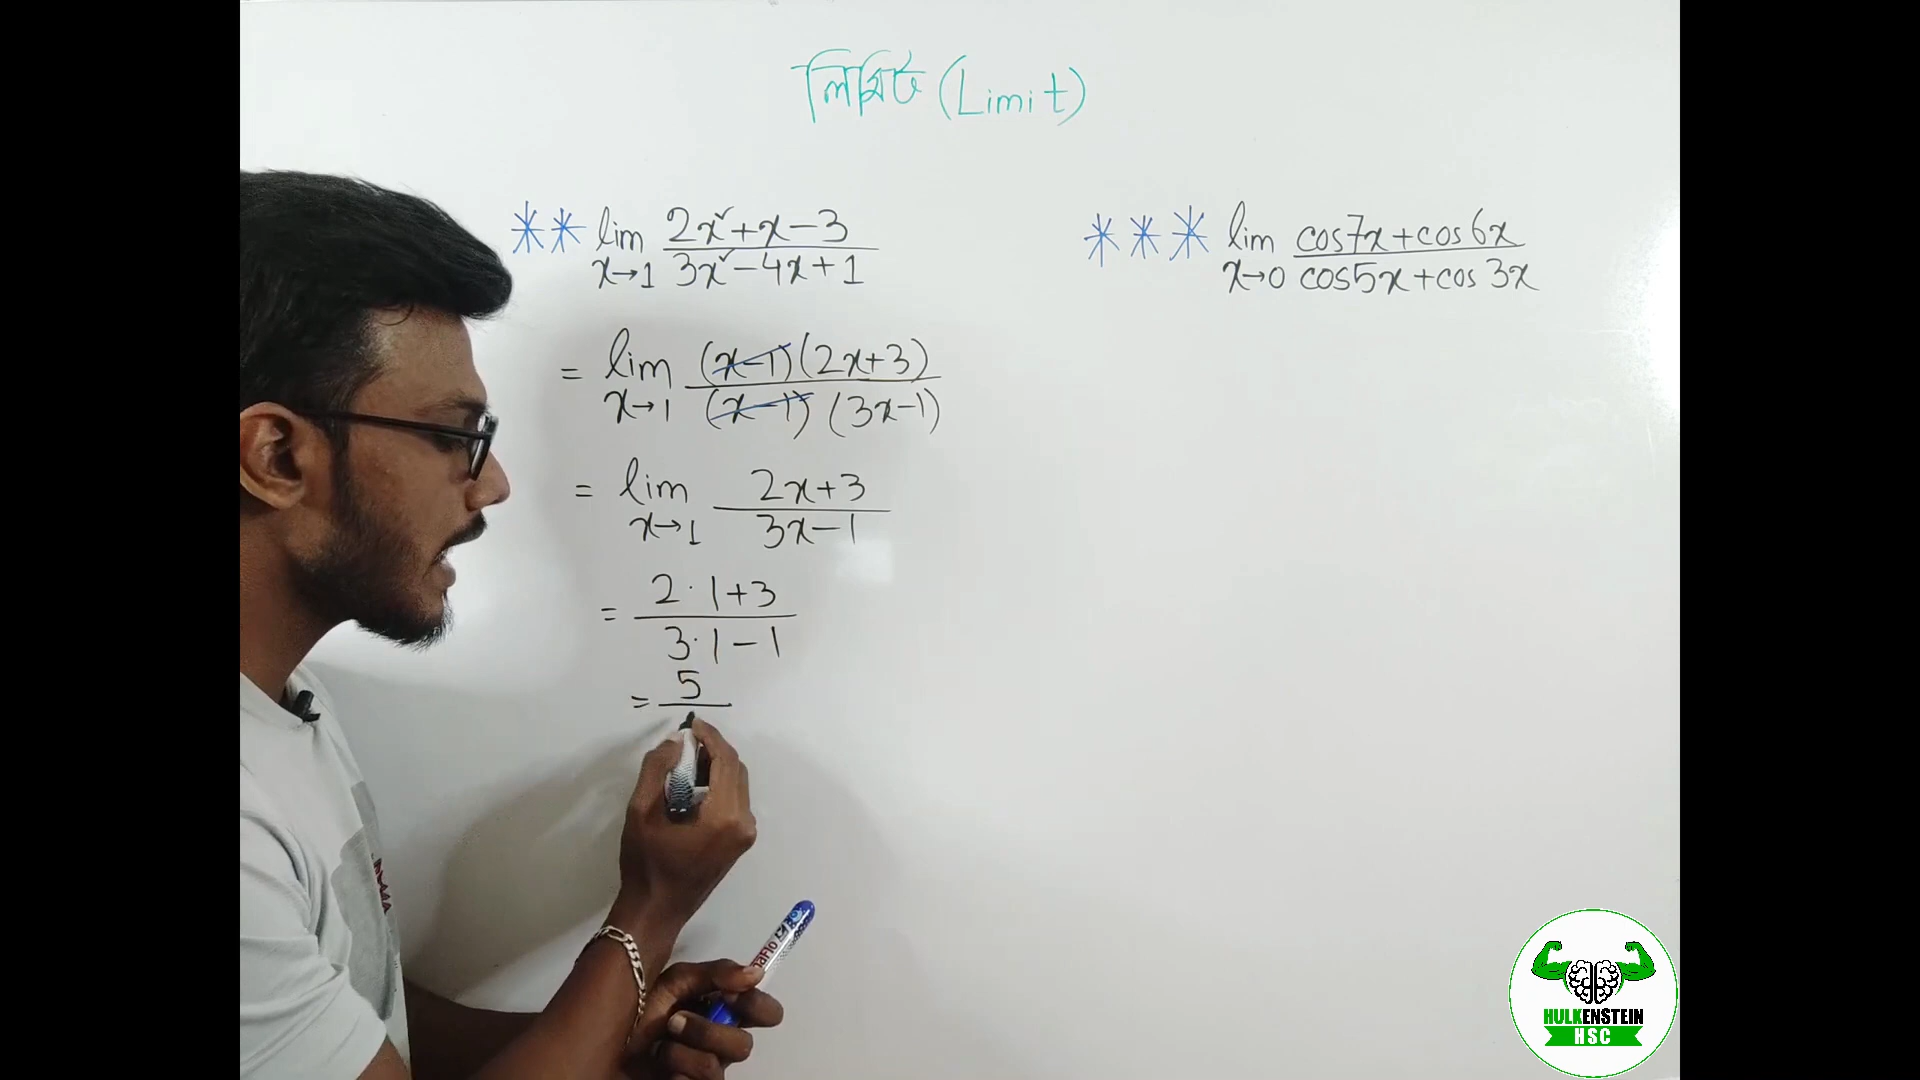 লিমিট (Limit)
** lim x→1 (2x²+x-3)/(3x²-4x+1)
= lim x→1 ((x-1)(2x+3))/((x-1)(3x-1))
= lim x→1 (2x+3)/(3x-1)
= (2·1+3)/(3·1-1)
= 5/
*** lim x→0 (cos7x+cos6x)/(cos5x+cos3x)
HULKENSTEIN
HSC